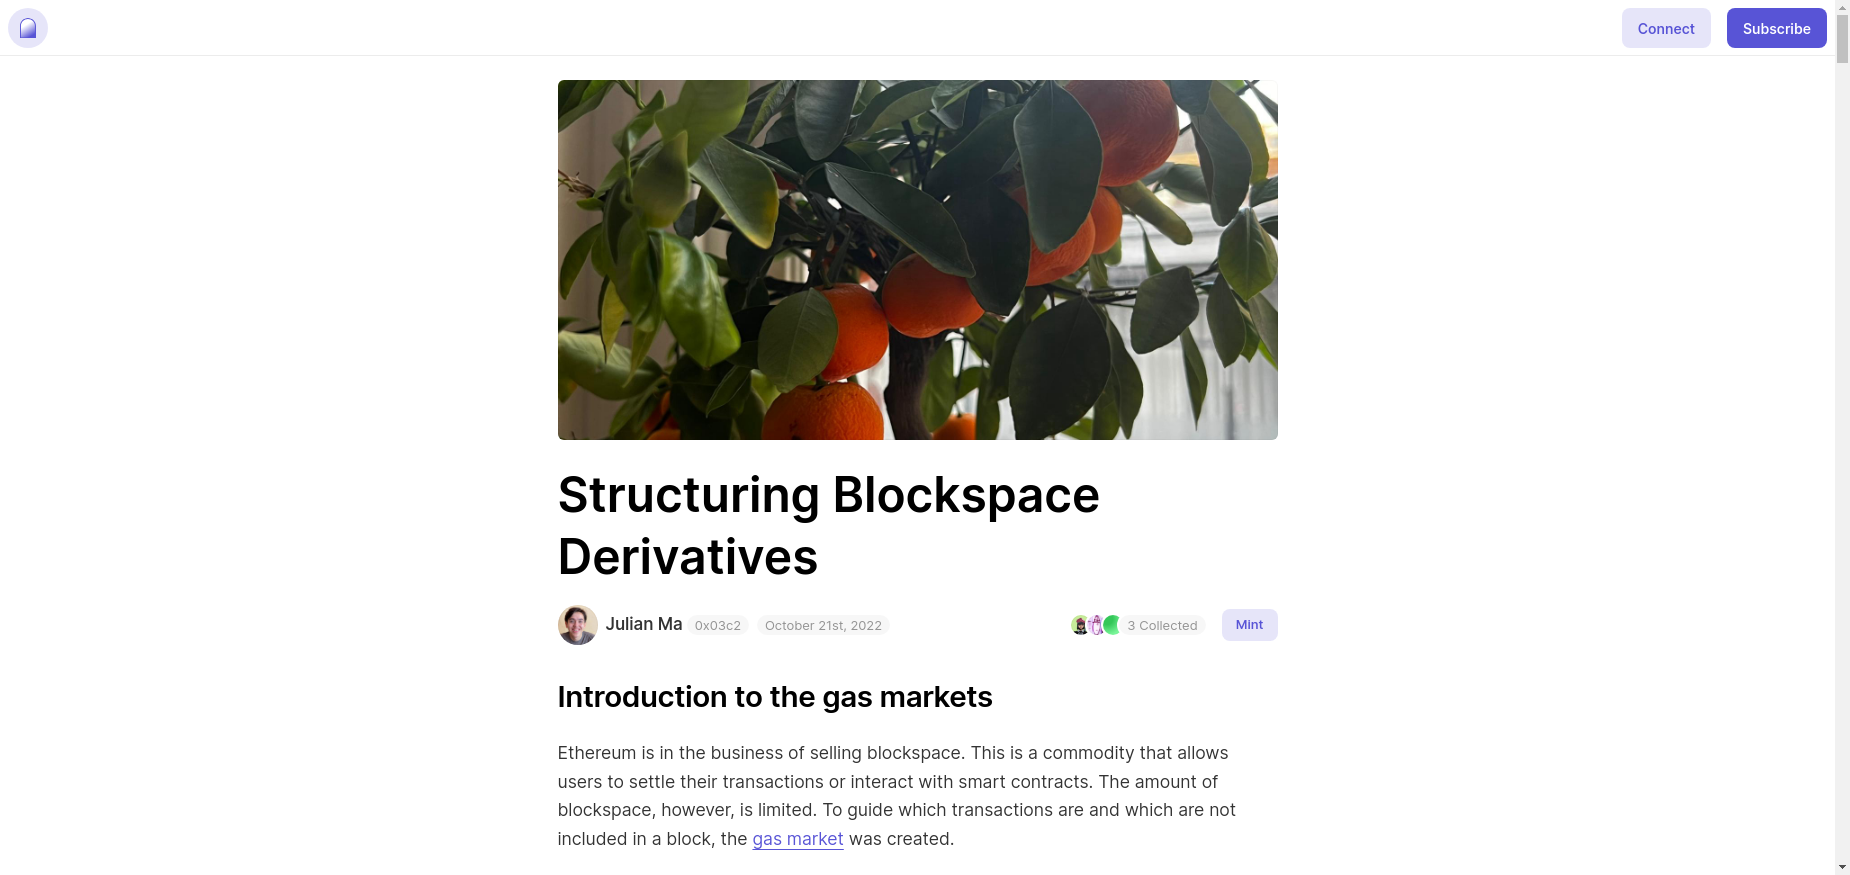 Connect
Subscribe
Structuring Blockspace
Derivatives
Julian Ma 0x03c2 October 21st, 2022 3 Collected Mint
Introduction to the gas markets
Ethereum is in the business of selling blockspace. This is a commodity that allows
users to settle their transactions or interact with smart contracts. The amount of
blockspace, however, is limited. To guide which transactions are and which are not
included in a block, the gas market was created.